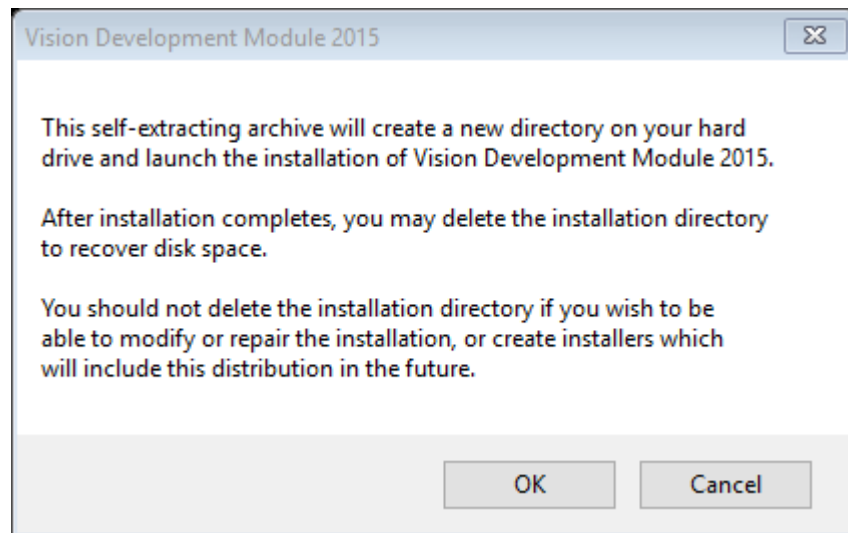 Vision Development Module 2015
This self-extracting archive will create a new directory on your hard
drive and launch the installation of Vision Development Module 2015.
After installation completes, you may delete the installation directory
to recover disk space.
You should not delete the installation directory if you wish to be
able to modify or repair the installation, or create installers which
will include this distribution in the future.
OK
Cancel